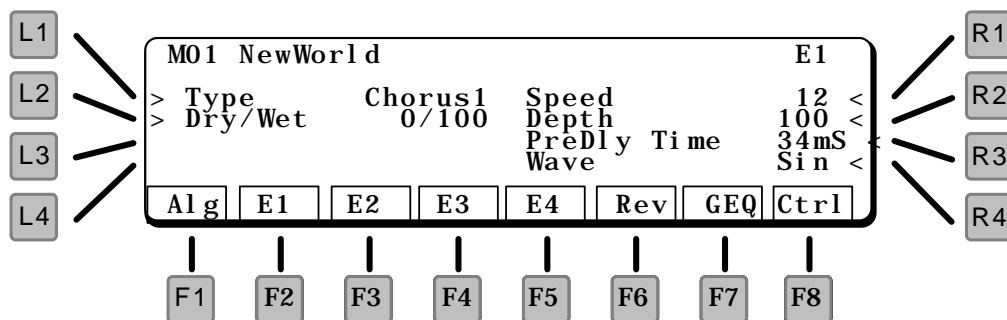 L1
L2
L3
L4
M01 NewWorld E1
> Type Chorus1 Speed 12 <
> Dry/Wet 0/100 Depth 100 <
PreDly Time 34mS <
Wave Sin <
Alg E1 E2 E3 E4 Rev GEQ Ctrl
R1
R2
R3
R4
F1 F2 F3 F4 F5 F6 F7 F8